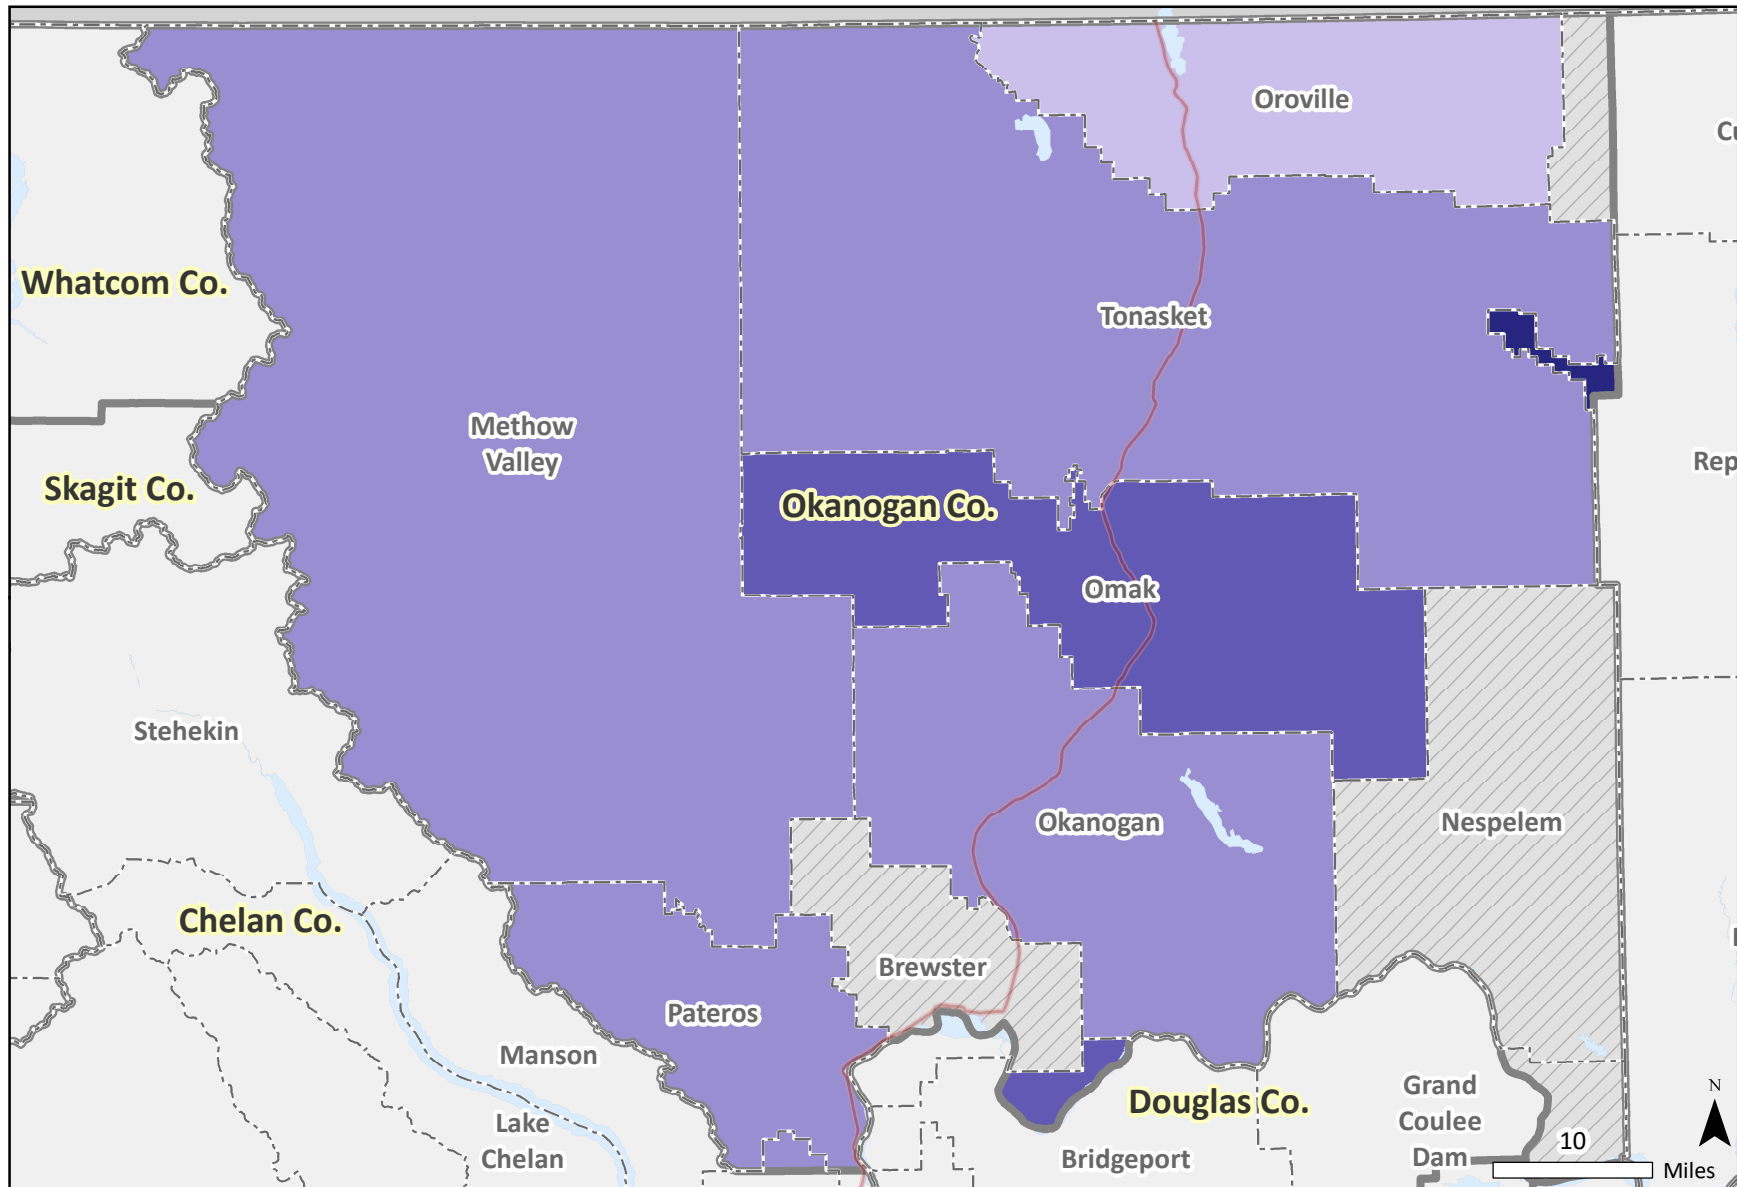 Oroville
Whatcom Co.
Tonasket
Methow
Valley
Skagit Co.
Okanogan Co.
Omak
Stehekin
Okanogan
Nespelem
Chelan Co.
Brewster
Pateros
Manson
Douglas Co.
Grand
Coulee
Dam
Lake
Chelan
Bridgeport
N
10
Miles